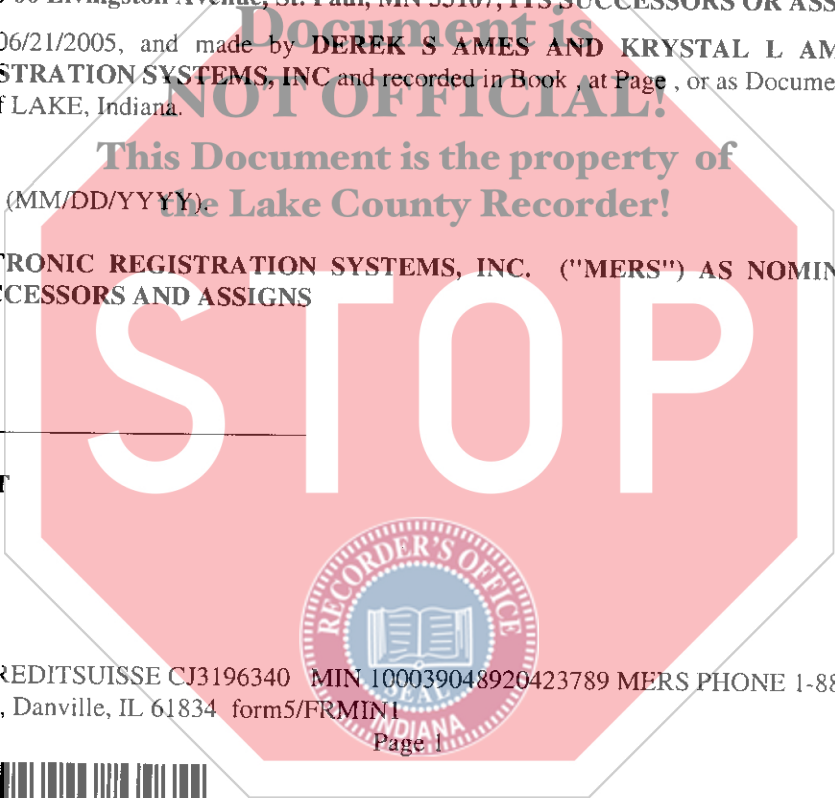 Livingston Avenue, St. Paul, MN 55107, ITS SUCCESSORS OR ASS
Document is
06/21/2005, and made by DEREK S AMES AND KRYSTAL L AM
STRATION SYSTEMS, INC and recorded in Book , at Page , or as Docume
NOT OFFICIAL!
f LAKE, Indiana.
This Document is the property of
(MM/DD/YYYY).
the Lake County Recorder!
RONIC REGISTRATION SYSTEMS, INC. ("MERS") AS NOMIN
CCESSORS AND ASSIGNS
STOP
T
RECORDER'S OFFICE
SEAL
INDIANA
REDITSUISSE CJ3196340 MIN 100039048920423789 MERS PHONE 1-88
, Danville, IL 61834 form5/FRMIN1
Page 1